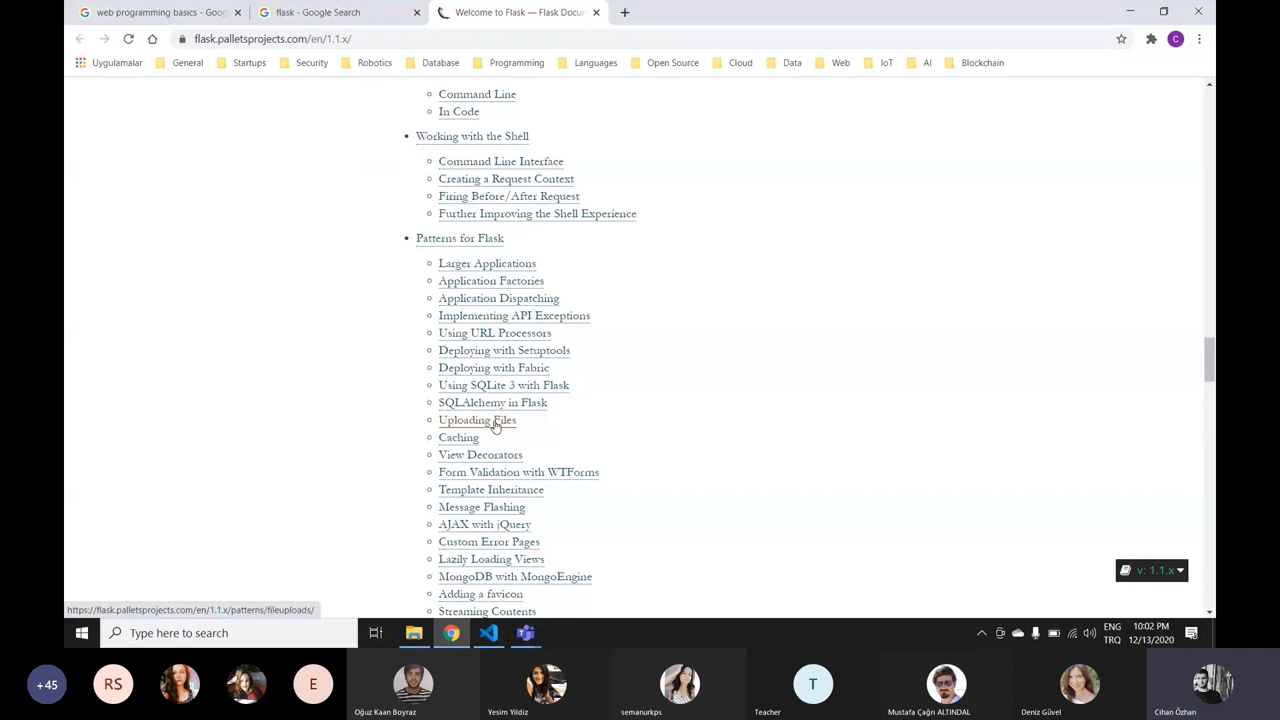 web programming basics - Goog
flask - Google Search
Welcome to Flask — Flask Docum
flask.palletsprojects.com/en/1.1.x/
C
Uygulamalar
General
Startups
Security
Robotics
Database
Programming
Languages
Open Source
Cloud
Data
Web
IoT
AI
Blockchain
Command Line
In Code
Working with the Shell
Command Line Interface
Creating a Request Context
Firing Before/After Request
Further Improving the Shell Experience
Patterns for Flask
Larger Applications
Application Factories
Application Dispatching
Implementing API Exceptions
Using URL Processors
Deploying with Setuptools
Deploying with Fabric
Using SQLite 3 with Flask
SQLAlchemy in Flask
Uploading Files
Caching
View Decorators
Form Validation with WTForms
Template Inheritance
Message Flashing
AJAX with jQuery
Custom Error Pages
Lazily Loading Views
MongoDB with MongoEngine
Adding a favicon
Streaming Contents
v: 1.1.x
https://flask.palletsprojects.com/en/1.1.x/patterns/fileuploads/
Type here to search
ENG
TRQ
10:02 PM
12/13/2020
+45
RS
E
Oğuz Kaan Boyraz
Yesim Yildiz
semanurkps
T
Teacher
Mustafa Çağrı ALTINDAL
Deniz Güvel
Cihan Özhan